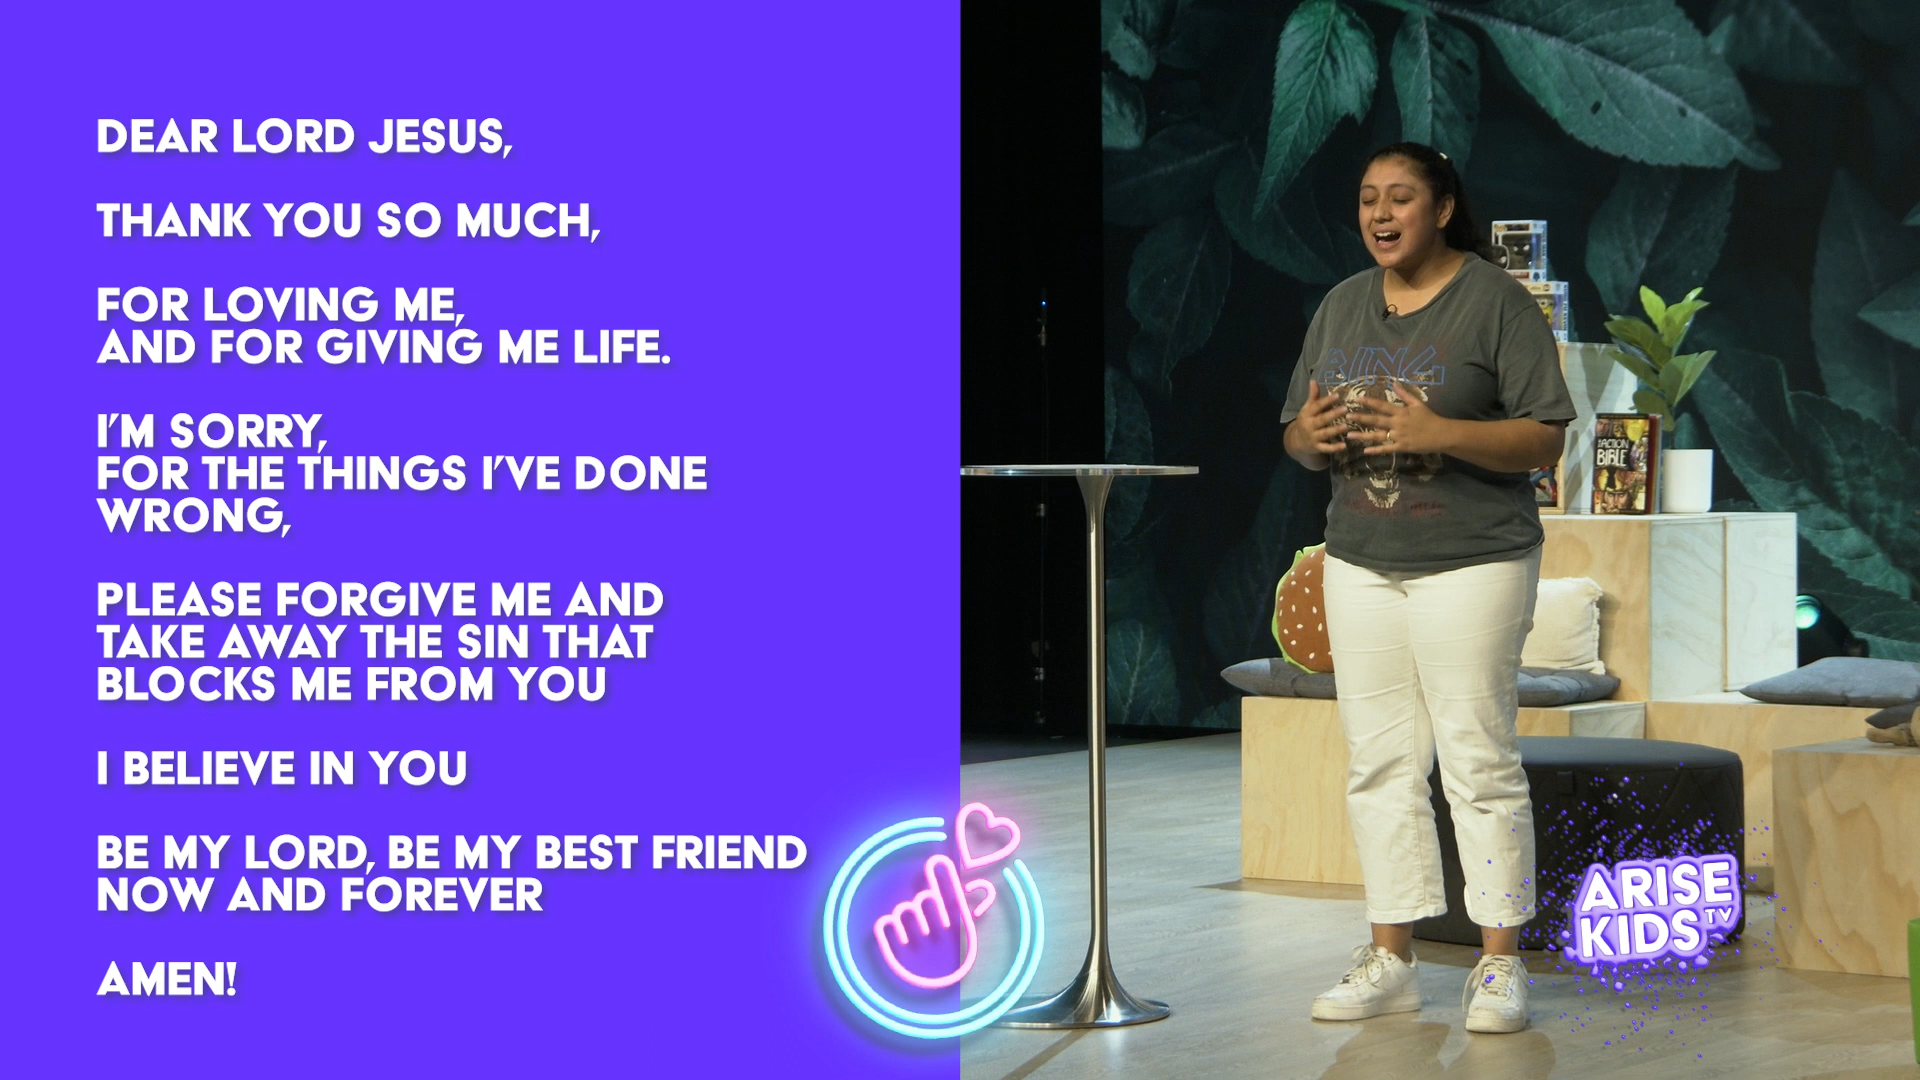 DEAR LORD JESUS,
THANK YOU SO MUCH,
FOR LOVING ME,
AND FOR GIVING ME LIFE.
I'M SORRY,
FOR THE THINGS I'VE DONE
WRONG,
PLEASE FORGIVE ME AND
TAKE AWAY THE SIN THAT
BLOCKS ME FROM YOU
I BELIEVE IN YOU
BE MY LORD, BE MY BEST FRIEND
NOW AND FOREVER
AMEN!
ACTION
BIBLE
ARISE
KIDS TV